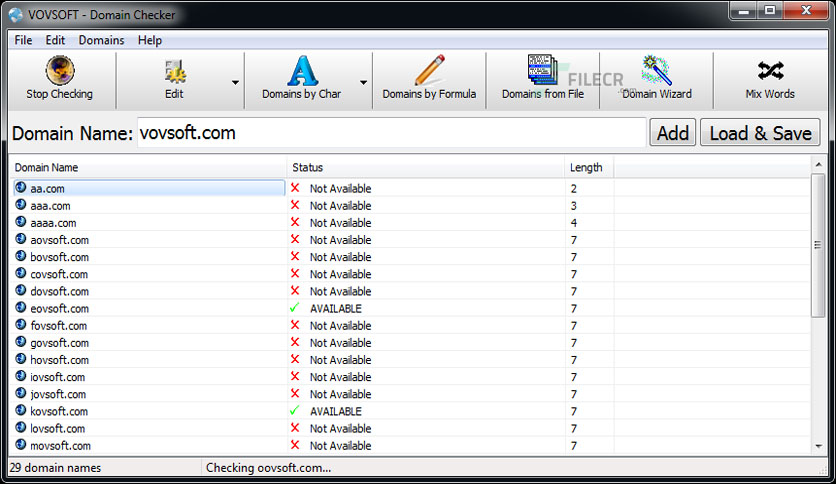 VOVSOFT - Domain Checker
File Edit Domains Help
Stop Checking Edit Domains by Char Domains by Formula Domains from File Domain Wizard Mix Words
FILECR
.com
Domain Name: vovsoft.com Add Load & Save
Domain Name Status Length
aa.com Not Available 2
aaa.com Not Available 3
aaaa.com Not Available 4
aovsoft.com Not Available 7
bovsoft.com Not Available 7
covsoft.com Not Available 7
dovsoft.com Not Available 7
eovsoft.com AVAILABLE 7
fovsoft.com Not Available 7
govsoft.com Not Available 7
hovsoft.com Not Available 7
iovsoft.com Not Available 7
jovsoft.com Not Available 7
kovsoft.com AVAILABLE 7
lovsoft.com Not Available 7
movsoft.com Not Available 7
29 domain names Checking oovsoft.com...